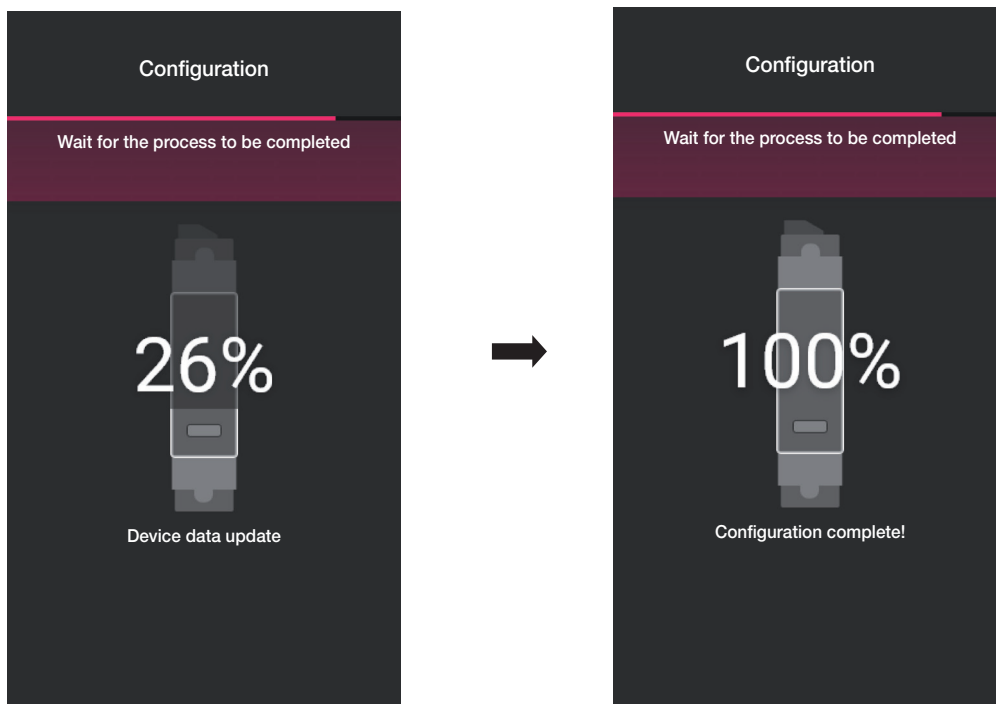 Configuration
Wait for the process to be completed
26%
Device data update
Configuration
Wait for the process to be completed
100%
Configuration complete!